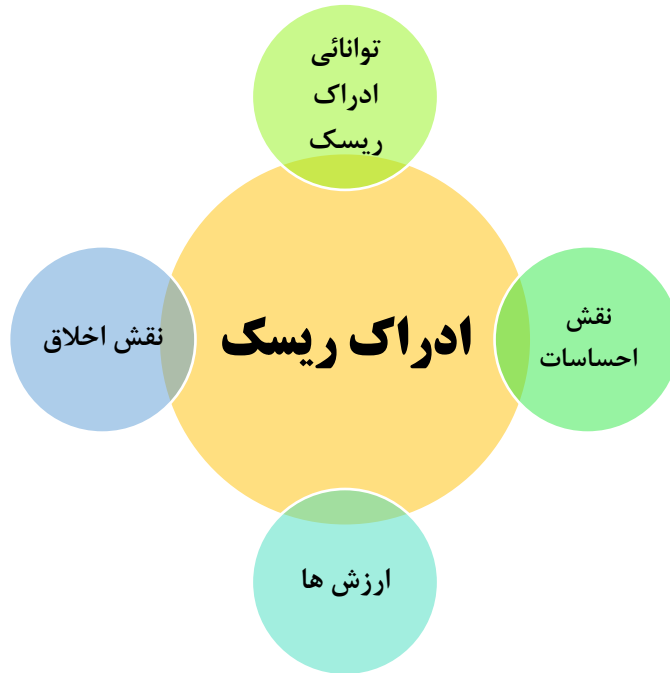 توانائی
ادراک
ریسک
نقش
احساسات
ادراک ریسک
نقش اخلاق
ارزش ها